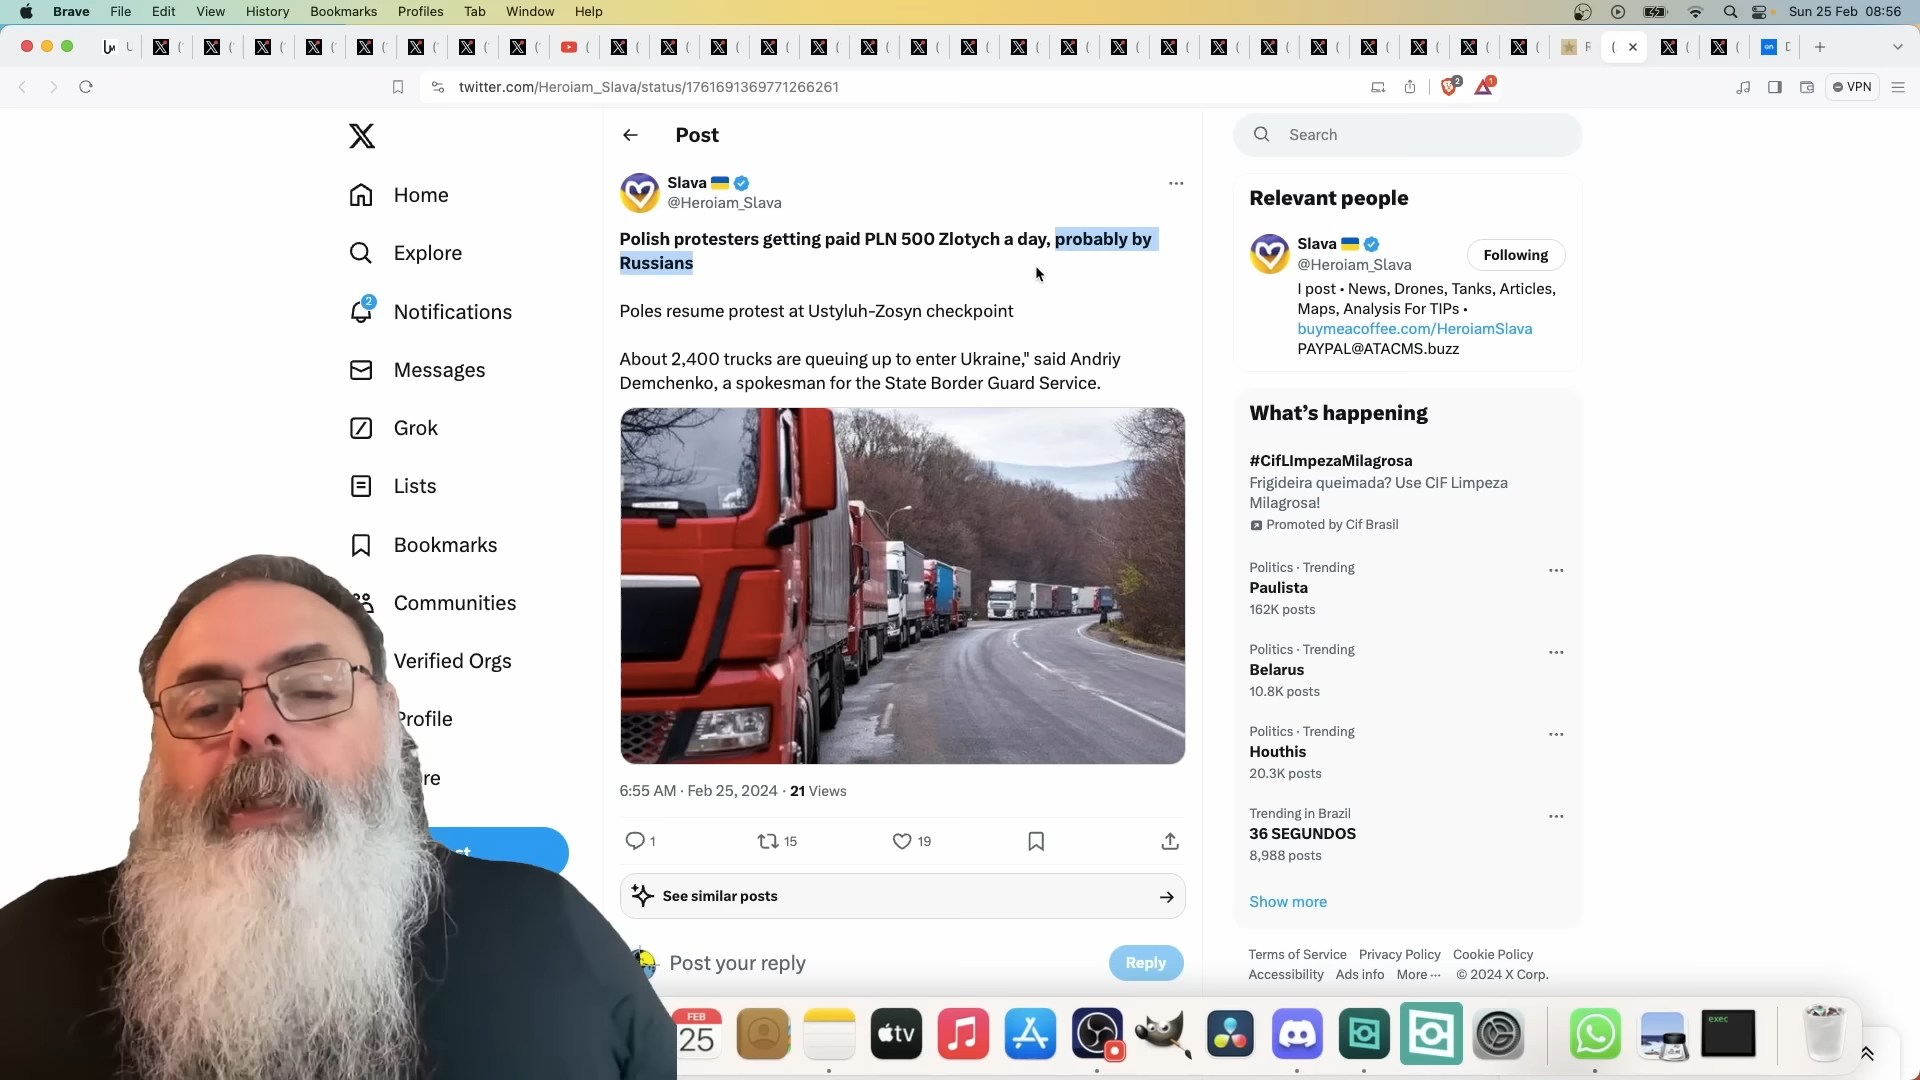 Brave File Edit View History Bookmarks Profiles Tab Window Help
Sun 25 Feb 08:56
twitter.com/Heroiam_Slava/status/1761691369771266261
2
1
VPN
Home
Explore
2
Notifications
Messages
Grok
Lists
Bookmarks
Communities
Verified Orgs
Profile
Post
Slava
@Heroiam_Slava
Polish protesters getting paid PLN 500 Zlotych a day, probably by
Russians
Poles resume protest at Ustyluh-Zosyn checkpoint
About 2,400 trucks are queuing up to enter Ukraine," said Andriy
Demchenko, a spokesman for the State Border Guard Service.
6:55 AM · Feb 25, 2024 · 21 Views
1
15
19
See similar posts
Post your reply
Reply
Search
Relevant people
Slava
@Heroiam_Slava
Following
I post • News, Drones, Tanks, Articles,
Maps, Analysis For TIPs •
buymeacoffee.com/HeroiamSlava
PAYPAL@ATACMS.buzz
What's happening
#CifLImpezaMilagrosa
Frigideira queimada? Use CIF Limpeza
Milagrosa!
Promoted by Cif Brasil
Politics · Trending
Paulista
162K posts
Politics · Trending
Belarus
10.8K posts
Politics · Trending
Houthis
20.3K posts
Trending in Brazil
36 SEGUNDOS
8,988 posts
Show more
Terms of Service Privacy Policy Cookie Policy
Accessibility Ads info More ··· © 2024 X Corp.
FEB
25
tv
exec